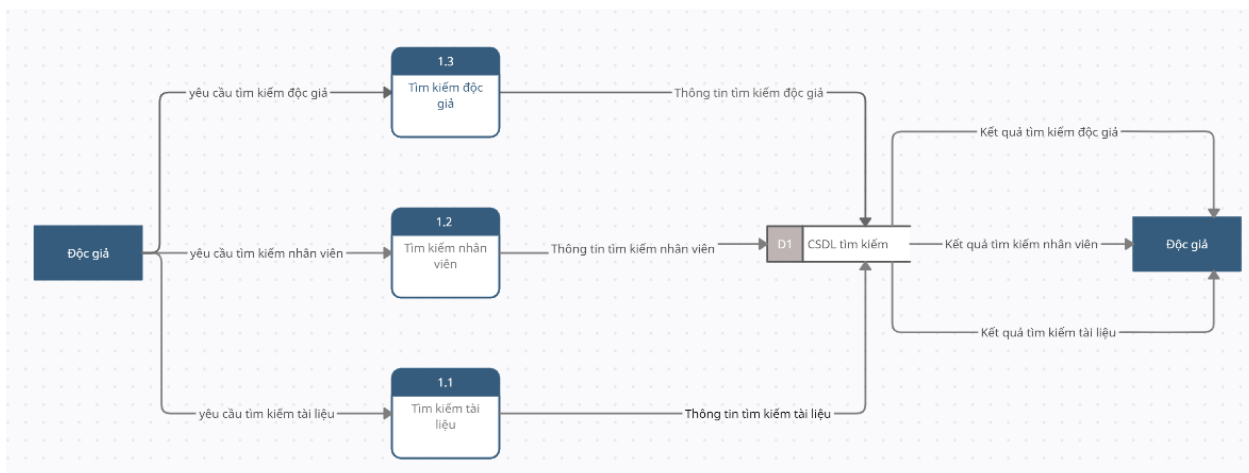 1.3
Tìm kiếm độc
giả
yêu cầu tìm kiếm độc giả
Thông tin tìm kiếm độc giả
Kết quả tìm kiếm độc giả
1.2
Tìm kiếm nhân
viên
Độc giả
yêu cầu tìm kiếm nhân viên
Thông tin tìm kiếm nhân viên
D1
CSDL tìm kiếm
Kết quả tìm kiếm nhân viên
Độc giả
Kết quả tìm kiếm tài liệu
1.1
Tìm kiếm tài
liệu
yêu cầu tìm kiếm tài liệu
Thông tin tìm kiếm tài liệu